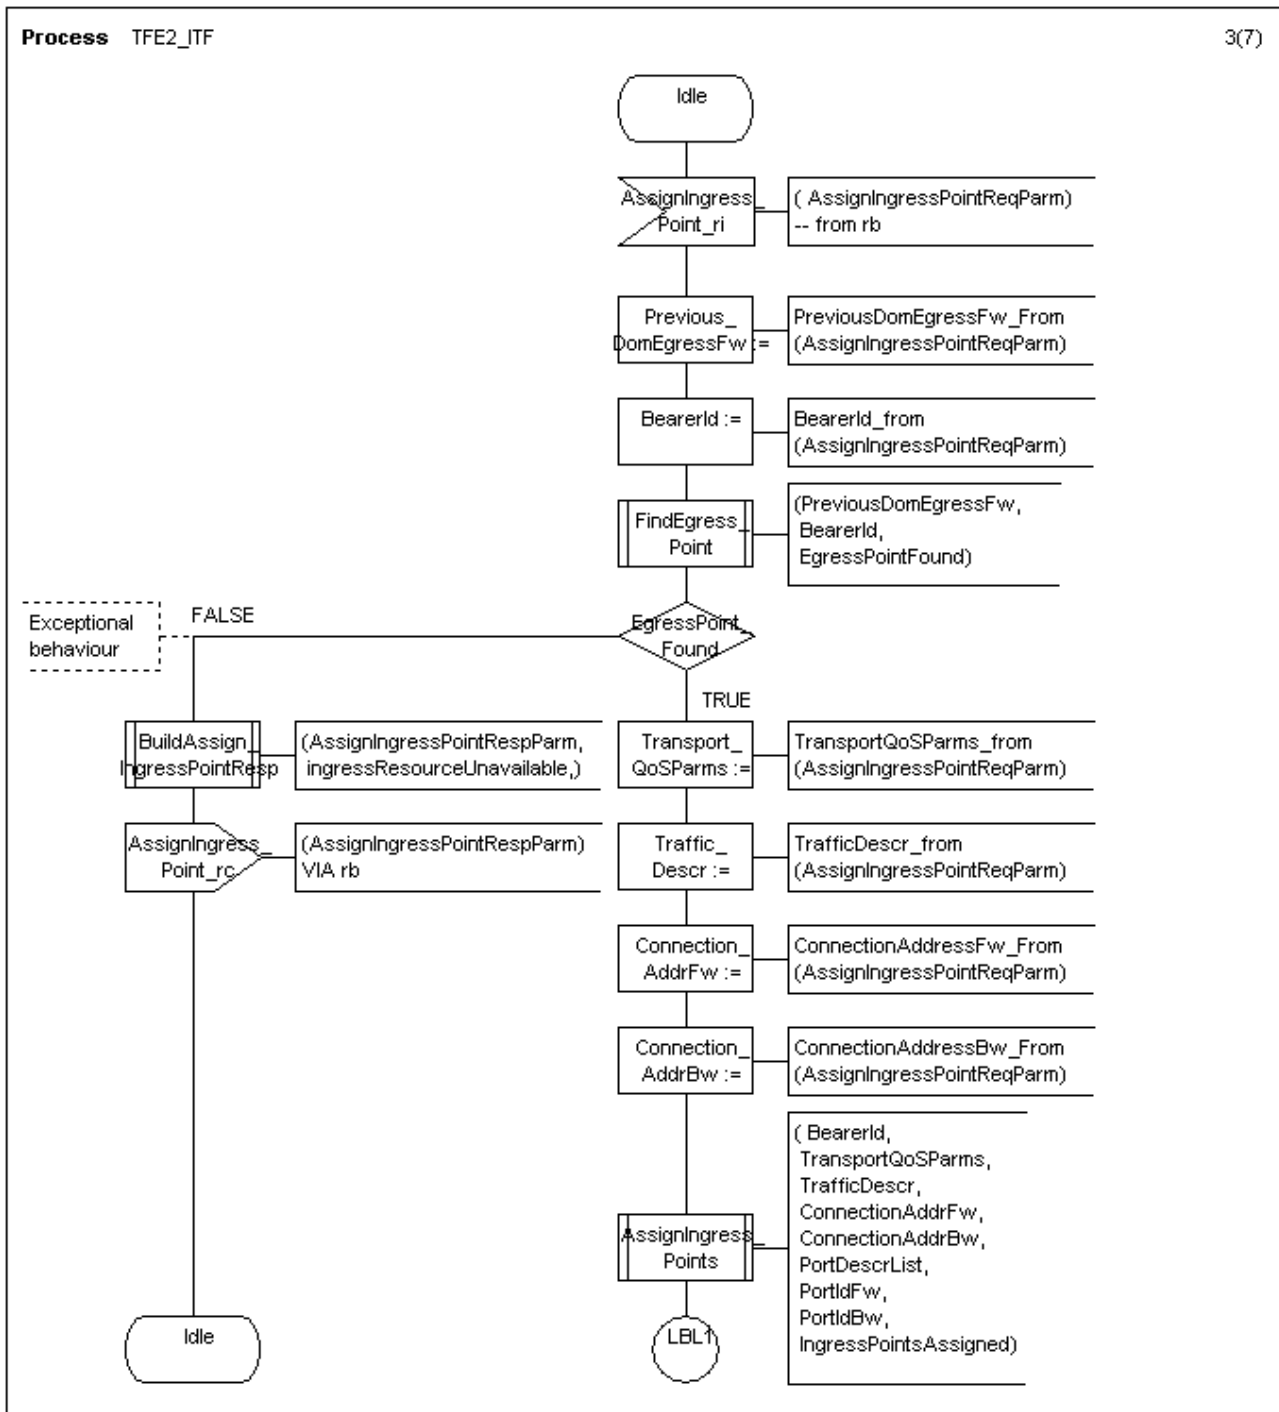 Process TFE2_ITF
3(7)
Idle
AssignIngress_
Point_ri
( AssignIngressPointReqParm)
-- from rb
Previous_
DomEgressFw :=
PreviousDomEgressFw_From
(AssignIngressPointReqParm)
BearerId :=
BearerId_from
(AssignIngressPointReqParm)
FindEgress_
Point
(PreviousDomEgressFw,
BearerId,
EgressPointFound)
EgressPoint_
Found
FALSE
Exceptional
behaviour
TRUE
BuildAssign_
IngressPointResp
(AssignIngressPointRespParm,
ingressResourceUnavailable,)
Transport_
QoSParms :=
TransportQoSParms_from
(AssignIngressPointReqParm)
AssignIngress_
Point_rc
(AssignIngressPointRespParm)
VIA rb
Traffic_
Descr :=
TrafficDescr_from
(AssignIngressPointReqParm)
Connection_
AddrFw :=
ConnectionAddressFw_From
(AssignIngressPointReqParm)
Connection_
AddrBw :=
ConnectionAddressBw_From
(AssignIngressPointReqParm)
AssignIngress_
Points
( BearerId,
TransportQoSParms,
TrafficDescr,
ConnectionAddrFw,
ConnectionAddrBw,
PortDescrList,
PortIdFw,
PortIdBw,
IngressPointsAssigned)
Idle
LBL1